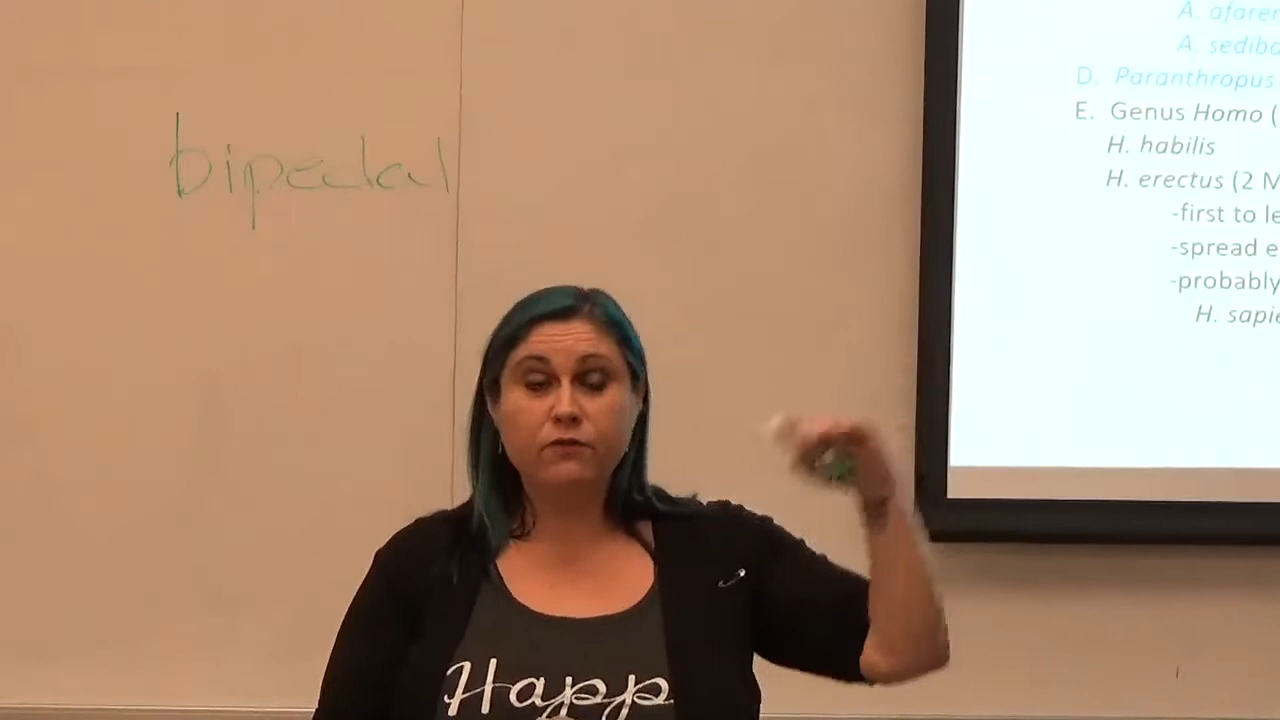 bipedal
A. afaren
A. sediba
D. Paranthropus
E. Genus Homo (
H. habilis
H. erectus (2 M
-first to le
-spread e
-probably
H. sapie
Happ